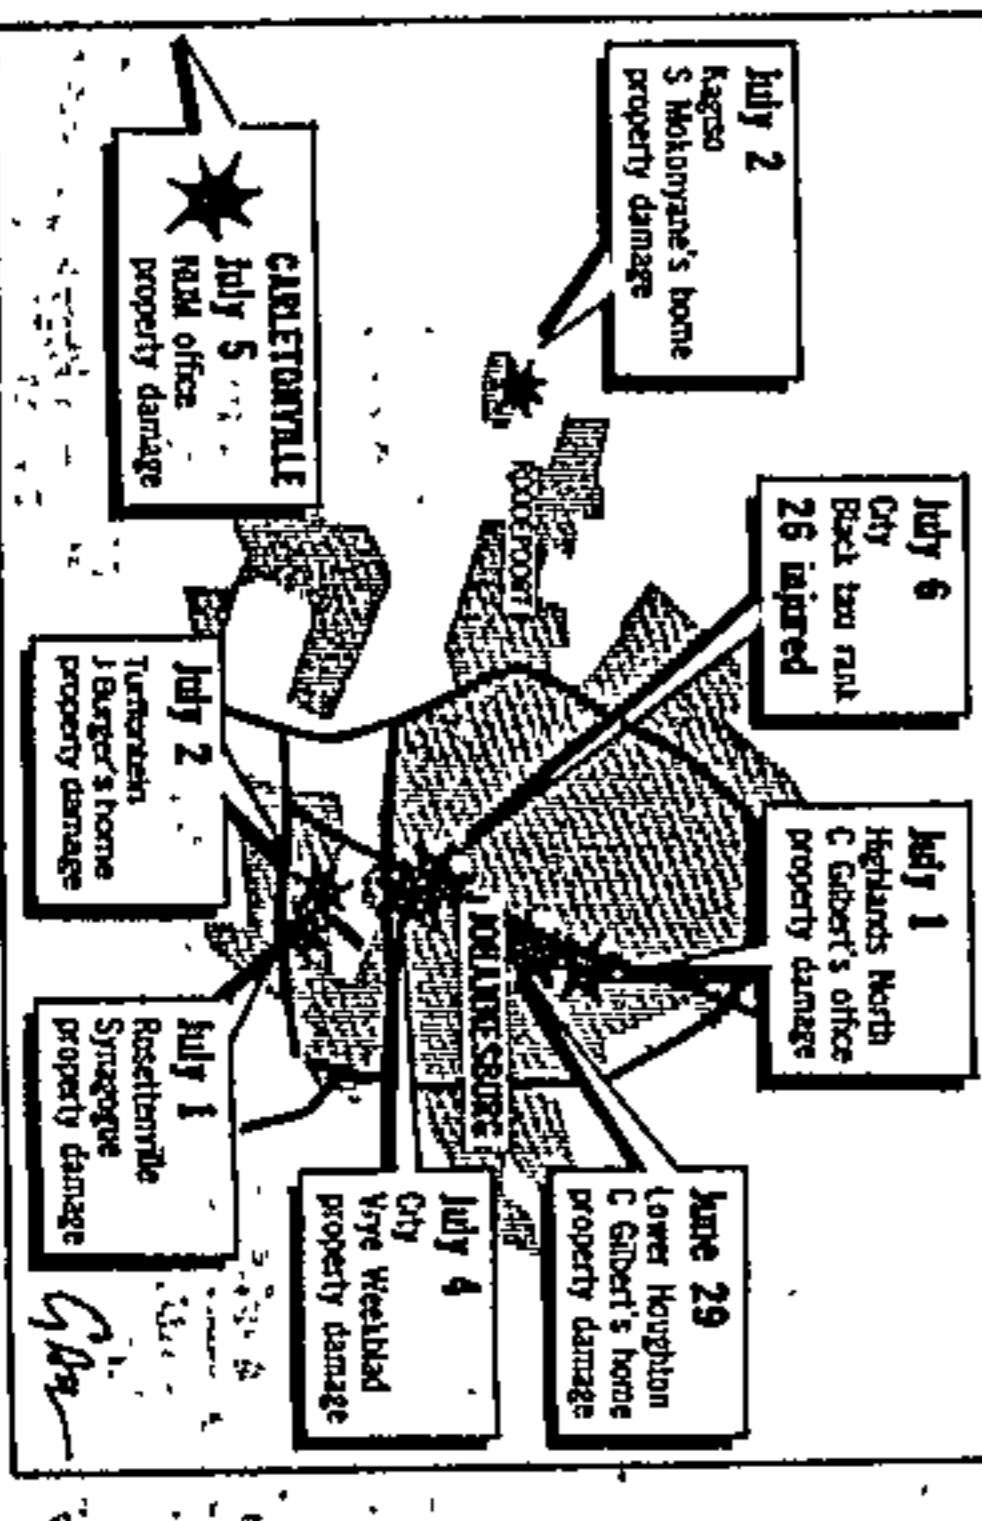 July 2
Kagiso
S Mokonyane's home
property damage
July 6
City
Black taxi rank
26 injured
July 1
Highlands North
C Gilbert's office
property damage
June 29
Lower Houghton
C Gilbert's home
property damage
ROODEPOORT
JOHANNESBURG
CARLETONVILLE
July 5
NUM office
property damage
July 2
Turffontein
J Burger's home
property damage
July 1
Rosettenville
Synagogue
property damage
July 4
City
Vrye Weekblad
property damage